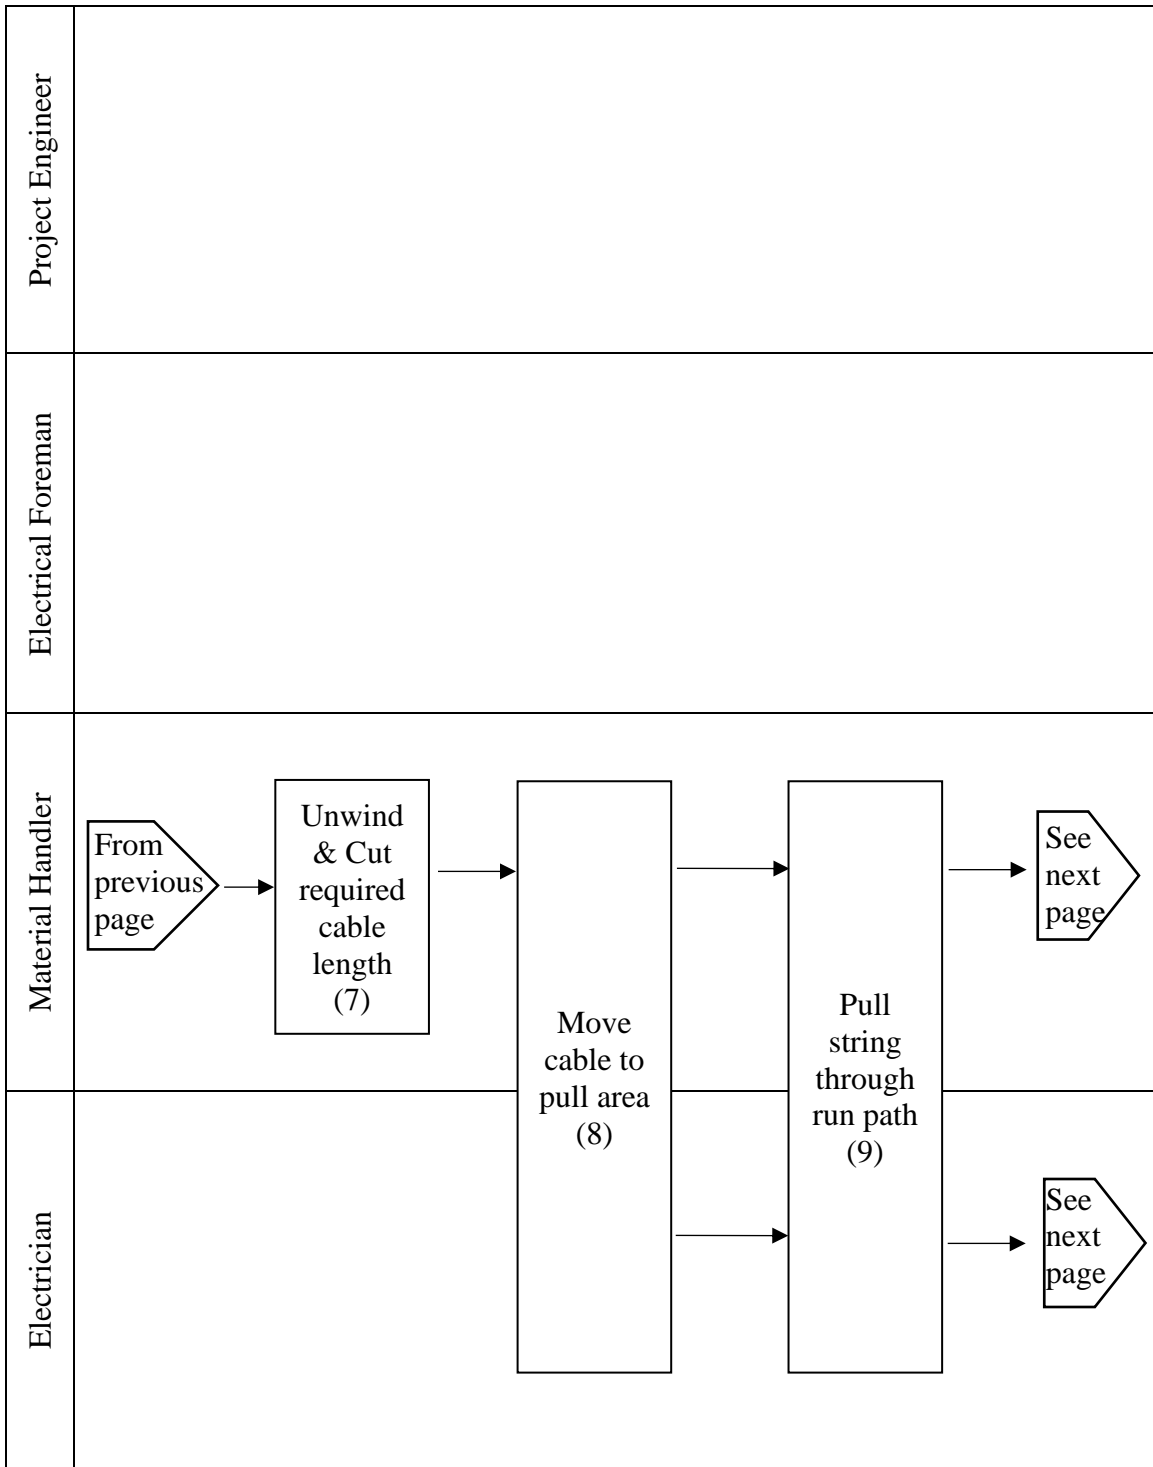 Project Engineer
Electrical Foreman
Material Handler
From
previous
page
Unwind
& Cut
required
cable
length
(7)
Move
cable to
pull area
(8)
Pull
string
through
run path
(9)
See
next
page
Electrician
See
next
page